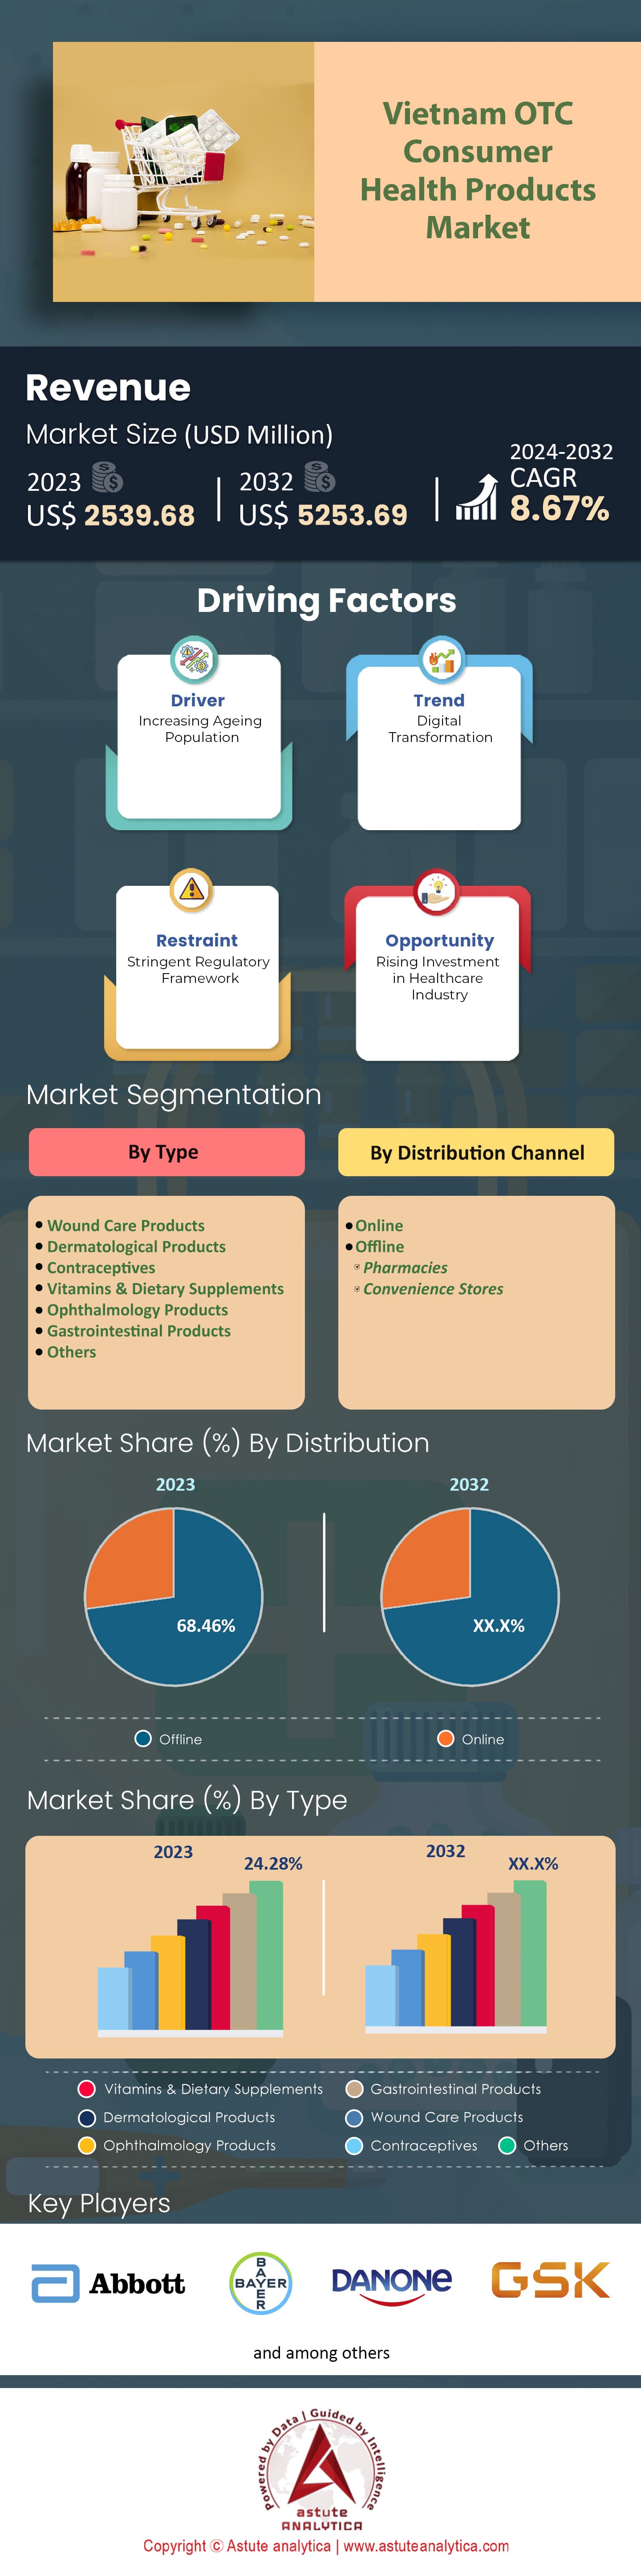 Vietnam OTC
Consumer
Health Products
Market
Revenue
Market Size (USD Million)
2023
US$ 2539.68
2032
US$ 5253.69
2024-2032
CAGR
8.67%
Driving Factors
Driver
Increasing Ageing
Population
Trend
Digital
Transformation
Restraint
Stringent Regulatory
Framework
Opportunity
Rising Investment
in Healthcare
Industry
Market Segmentation
By Type
Wound Care Products
Dermatological Products
Contraceptives
Vitamins & Dietary Supplements
Ophthalmology Products
Gastrointestinal Products
Others
By Distribution Channel
Online
Offline
Pharmacies
Convenience Stores
Market Share (%) By Distribution
2023
68.46%
2032
XX.X%
Offline
Online
Market Share (%) By Type
2023
24.28%
2032
XX.X%
Vitamins & Dietary Supplements
Gastrointestinal Products
Dermatological Products
Wound Care Products
Ophthalmology Products
Contraceptives
Others
Key Players
Abbott
BAYER
BAYER
DANONE
GSK
and among others
Powered by Data | Guided by Intelligence
astute
ANALYTICA
Copyright © Astute analytica | www.astuteanalytica.com